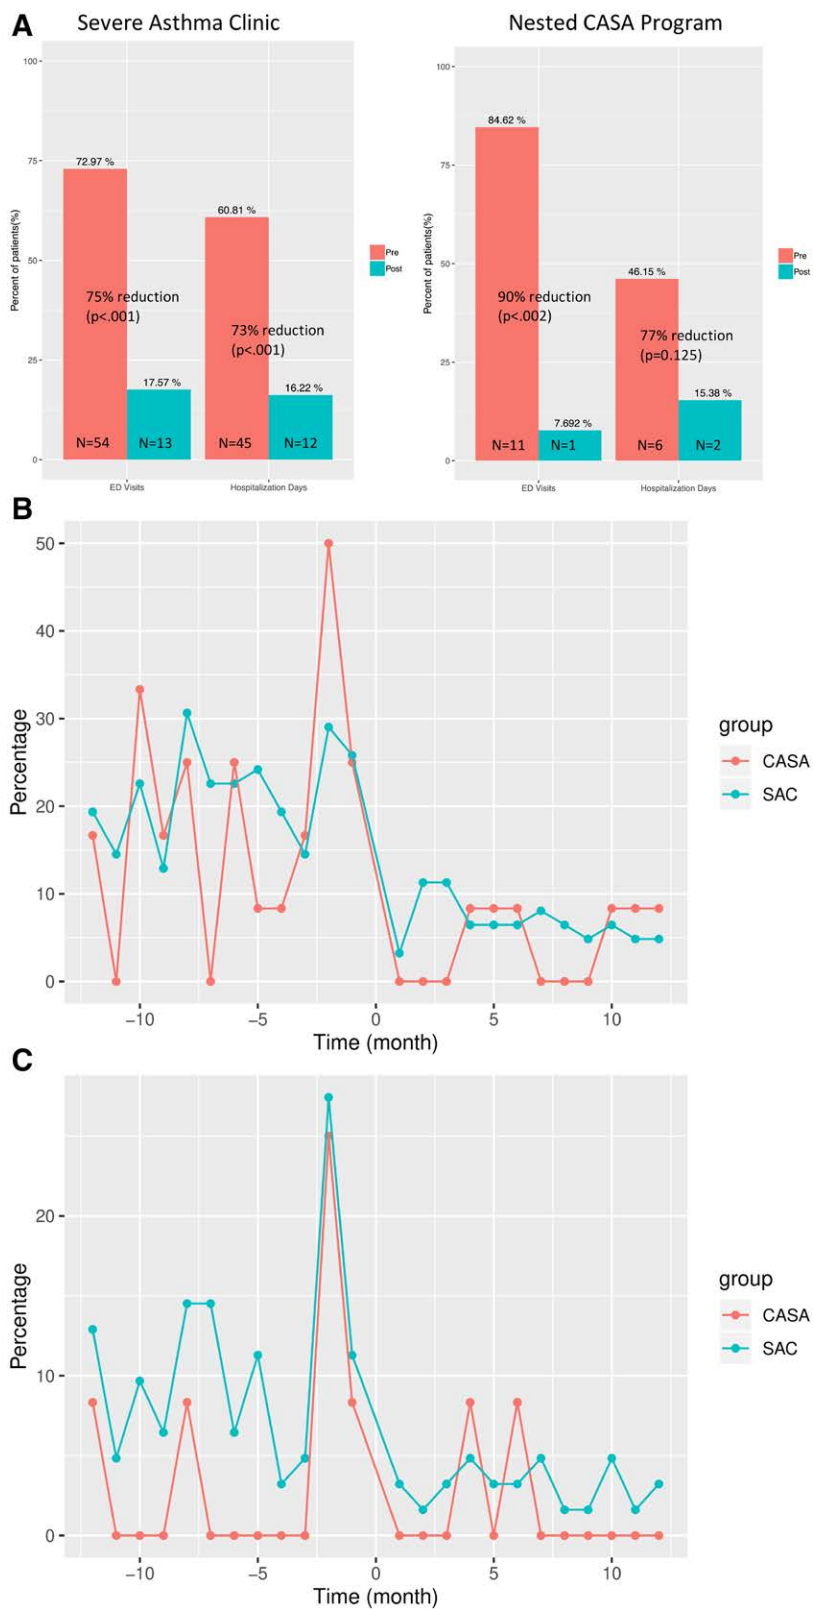 A
Severe Asthma Clinic
Nested CASA Program
Percent of patients(%)
100
75
50
25
0
72.97 %
60.81 %
75% reduction
(p<.001)
73% reduction
(p<.001)
17.57 %
16.22 %
N=54
N=13
N=45
N=12
ED Visits
Hospitalization Days
Pre
Post
Percent of patients(%)
100
75
50
25
0
84.62 %
46.15 %
90% reduction
(p<.002)
77% reduction
(p=0.125)
7.692 %
15.38 %
N=11
N=1
N=6
N=2
ED Visits
Hospitalization Days
Pre
Post
B
Percentage
50
40
30
20
10
0
−10
−5
0
5
10
Time (month)
group
CASA
SAC
C
Percentage
20
10
0
−10
−5
0
5
10
Time (month)
group
CASA
SAC